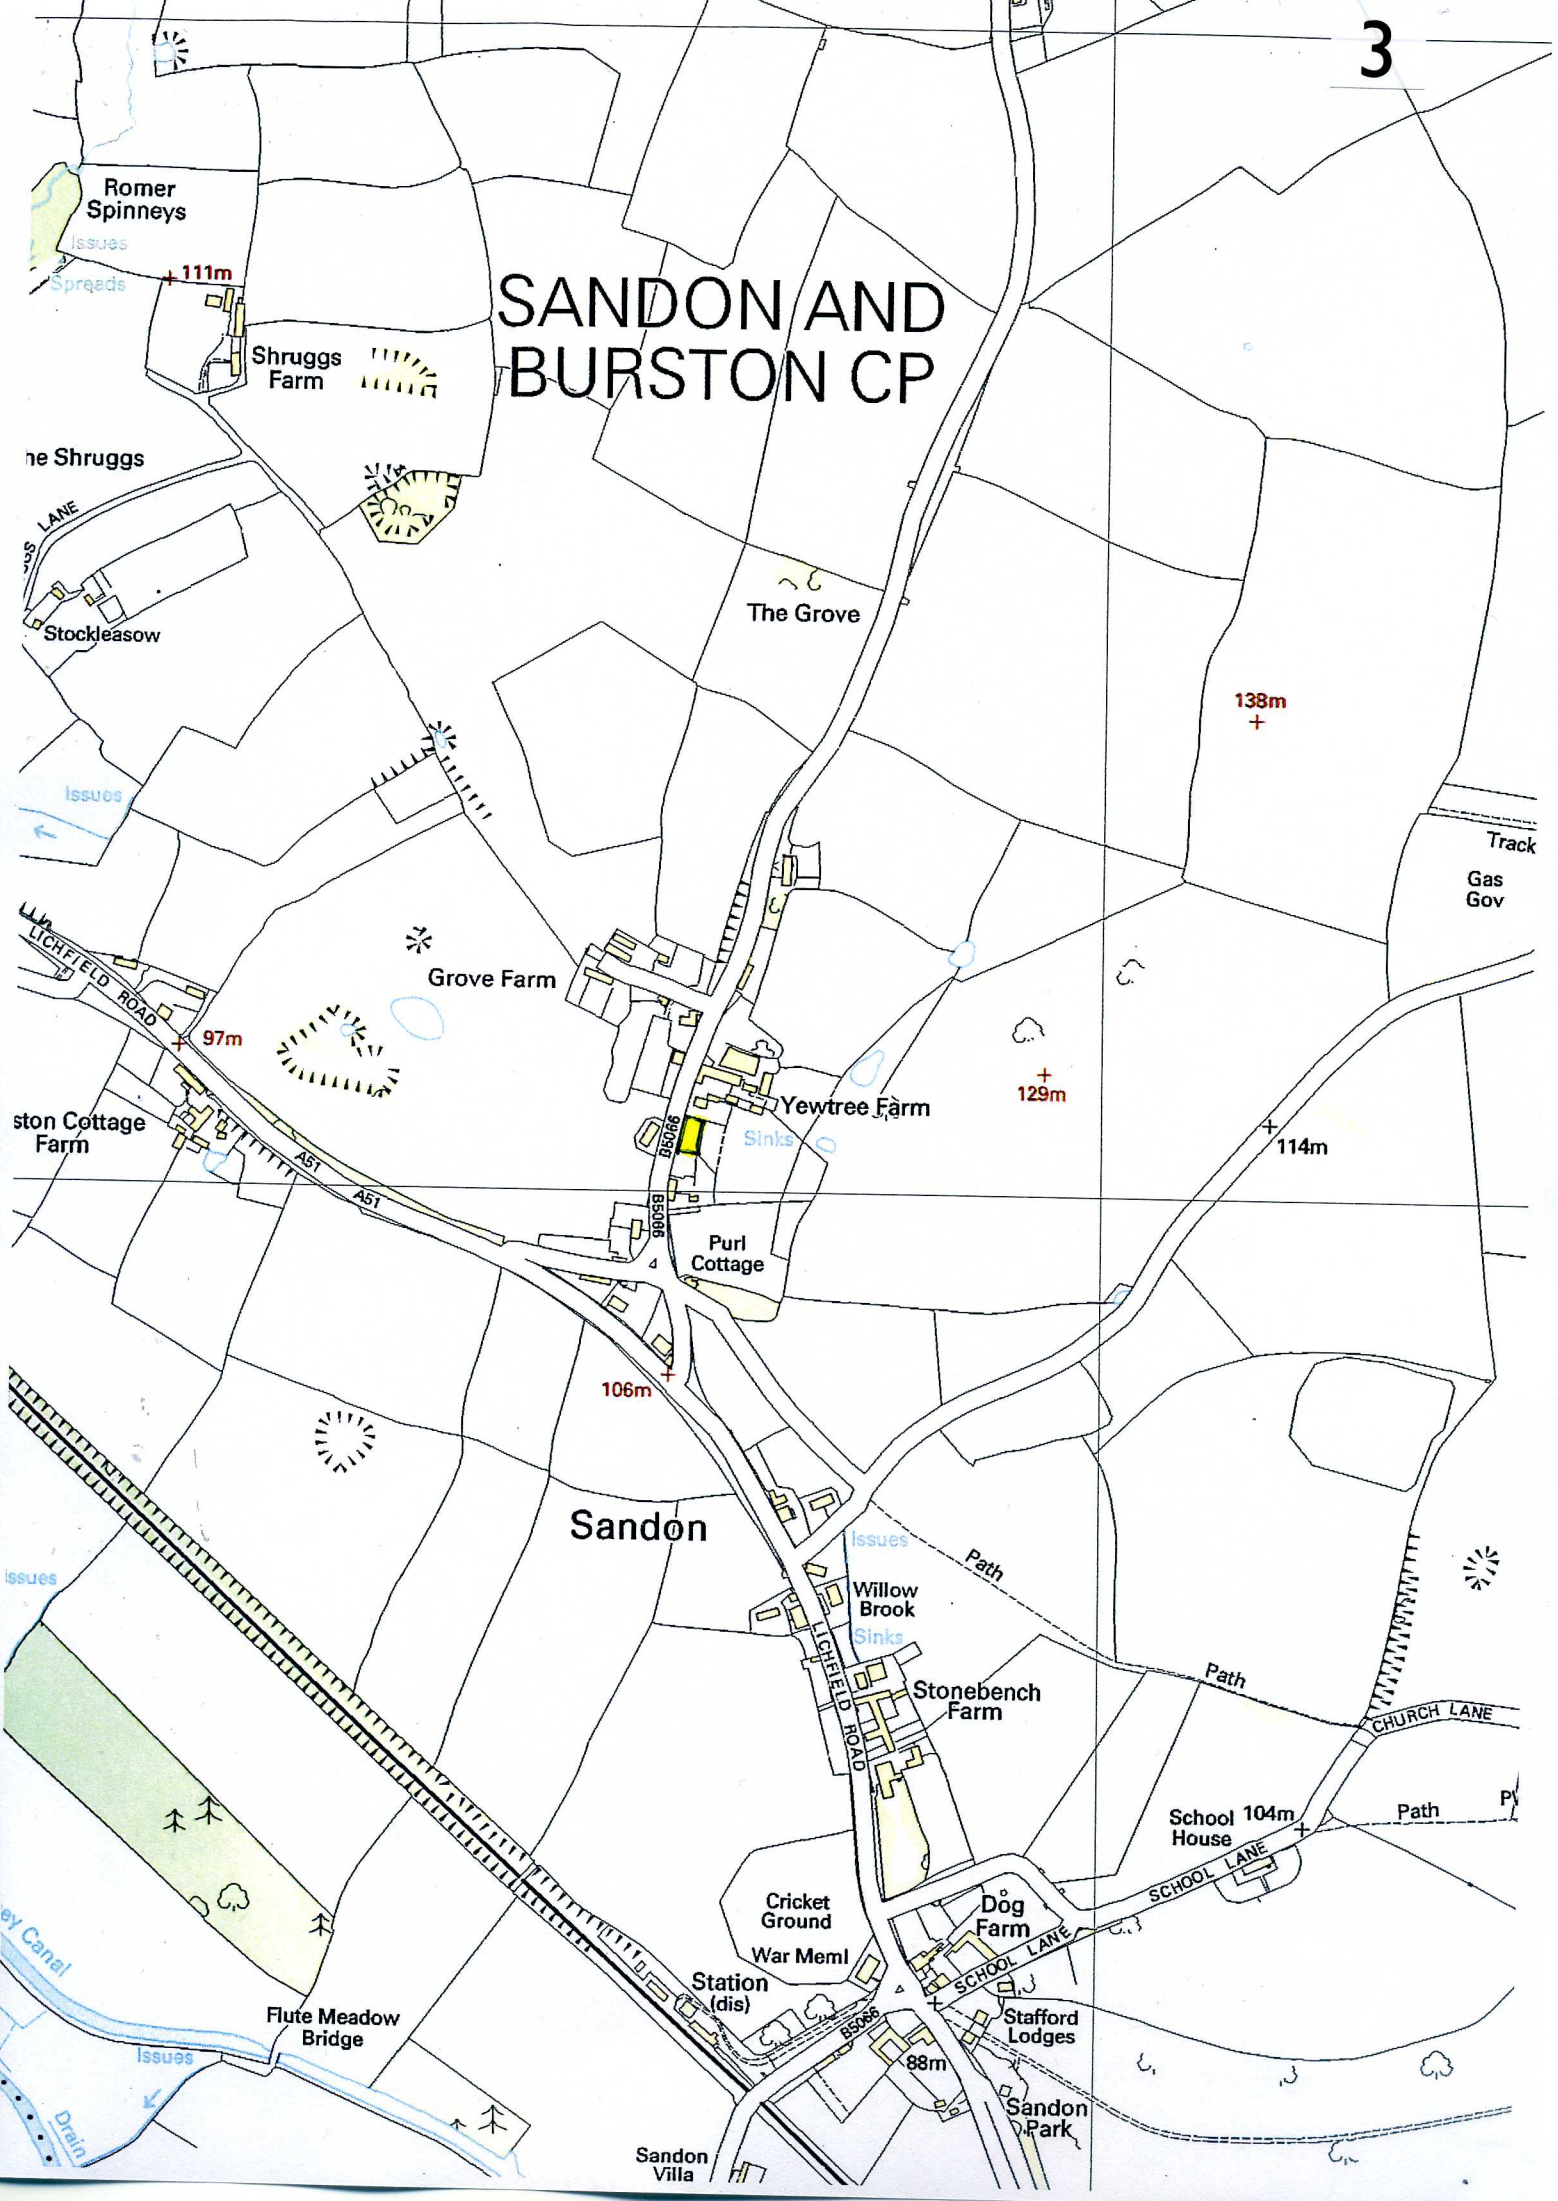 3
Romer
Spinneys
Issues
Spreads
111m
SANDON AND
BURSTON CP
Shruggs
Farm
he Shruggs
LANE
The Grove
Stockleasow
138m
Issues
Track
Gas
Gov
LICHFIELD ROAD
Grove Farm
97m
129m
Yewtree Farm
ston Cottage
Farm
B5066
Sinks
114m
A51
A51
B5066
Purl
Cottage
106m
Sandon
Issues
Path
Issues
Willow
Brook
Sinks
LICHFIELD ROAD
Stonebench
Farm
Path
CHURCH LANE
School
House
104m
Path
SCHOOL LANE
Cricket
Ground
Dog
Farm
War Meml
SCHOOL LANE
ey Canal
Station
(dis)
Flute Meadow
Bridge
B5066
Stafford
Lodges
Issues
88m
Drain
Sandon
Park
Sandon
Villa